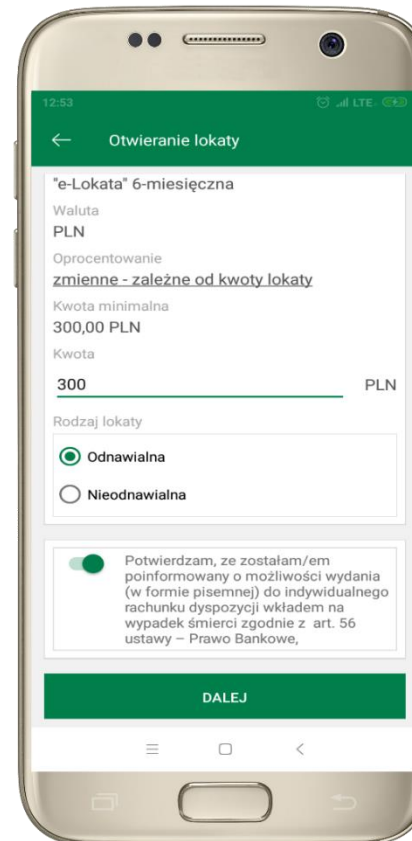 12:53 LTE
Otwieranie lokaty
"e-Lokata" 6-miesięczna
Waluta
PLN
Oprocentowanie
zmienne - zależne od kwoty lokaty
Kwota minimalna
300,00 PLN
Kwota
300 PLN
Rodzaj lokaty
Odnawialna
Nieodnawialna
Potwierdzam, ze zostałam/em
poinformowany o możliwości wydania
(w formie pisemnej) do indywidualnego
rachunku dyspozycji wkładem na
wypadek śmierci zgodnie z art. 56
ustawy – Prawo Bankowe,
DALEJ